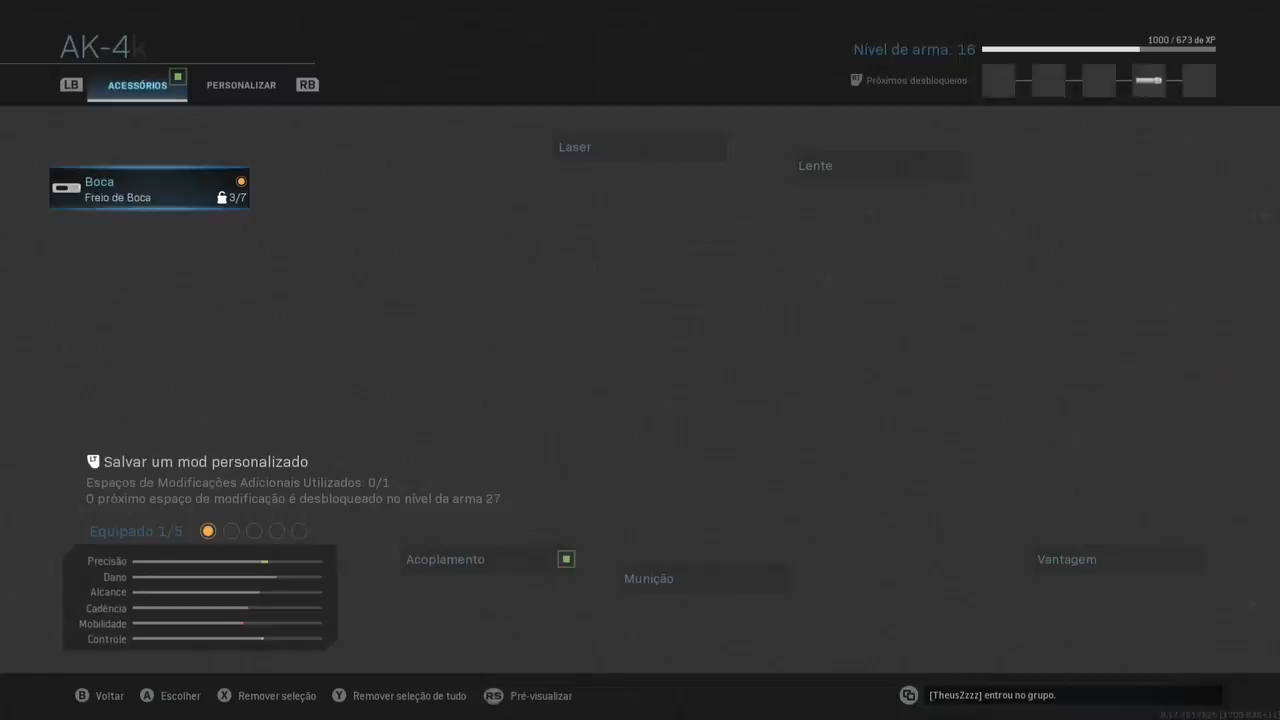 AK-4
Nível de arma: 16
1000 / 673 de XP
LB
ACESSÓRIOS
PERSONALIZAR
RB
RT
Próximos desbloqueios
Laser
Lente
Boca
Freio de Boca
3/7
LT
Salvar um mod personalizado
Espaços de Modificações Adicionais Utilizados: 0/1
O próximo espaço de modificação é desbloqueado no nível da arma 27
Equipado 1/5
Precisão
Dano
Alcance
Cadência
Mobilidade
Controle
Acoplamento
Munição
Vantagem
B Voltar
A Escolher
X Remover seleção
Y Remover seleção de tudo
RS Pré-visualizar
[TheusZzzz] entrou no grupo.